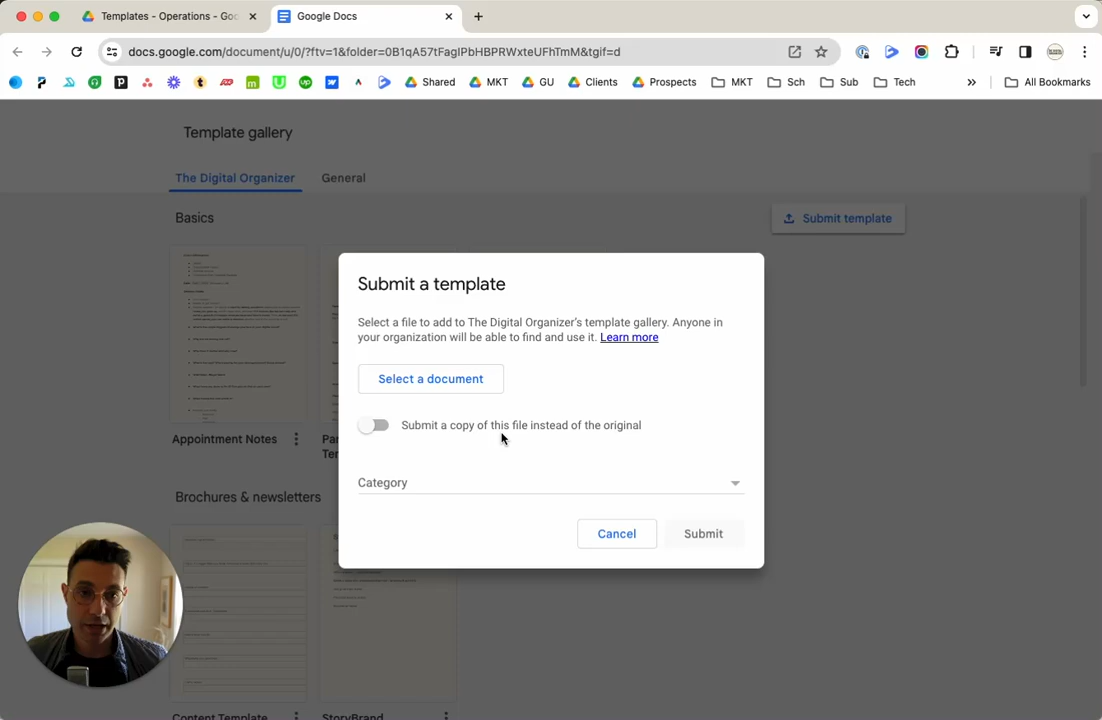 Templates - Operations - Goo
Google Docs
docs.google.com/document/u/0/?ftv=1&folder=0B1qA57tFagIPbHBPRWxteUFhTmM&tgif=d
Shared
MKT
GU
Clients
Prospects
MKT
Sch
Sub
Tech
All Bookmarks
Template gallery
The Digital Organizer
General
Basics
Submit template
Submit a template
Select a file to add to The Digital Organizer's template gallery. Anyone in
your organization will be able to find and use it. Learn more
Select a document
Submit a copy of this file instead of the original
Category
Cancel
Submit
Appointment Notes
Brochures & newsletters
Content Template
StoryBrand